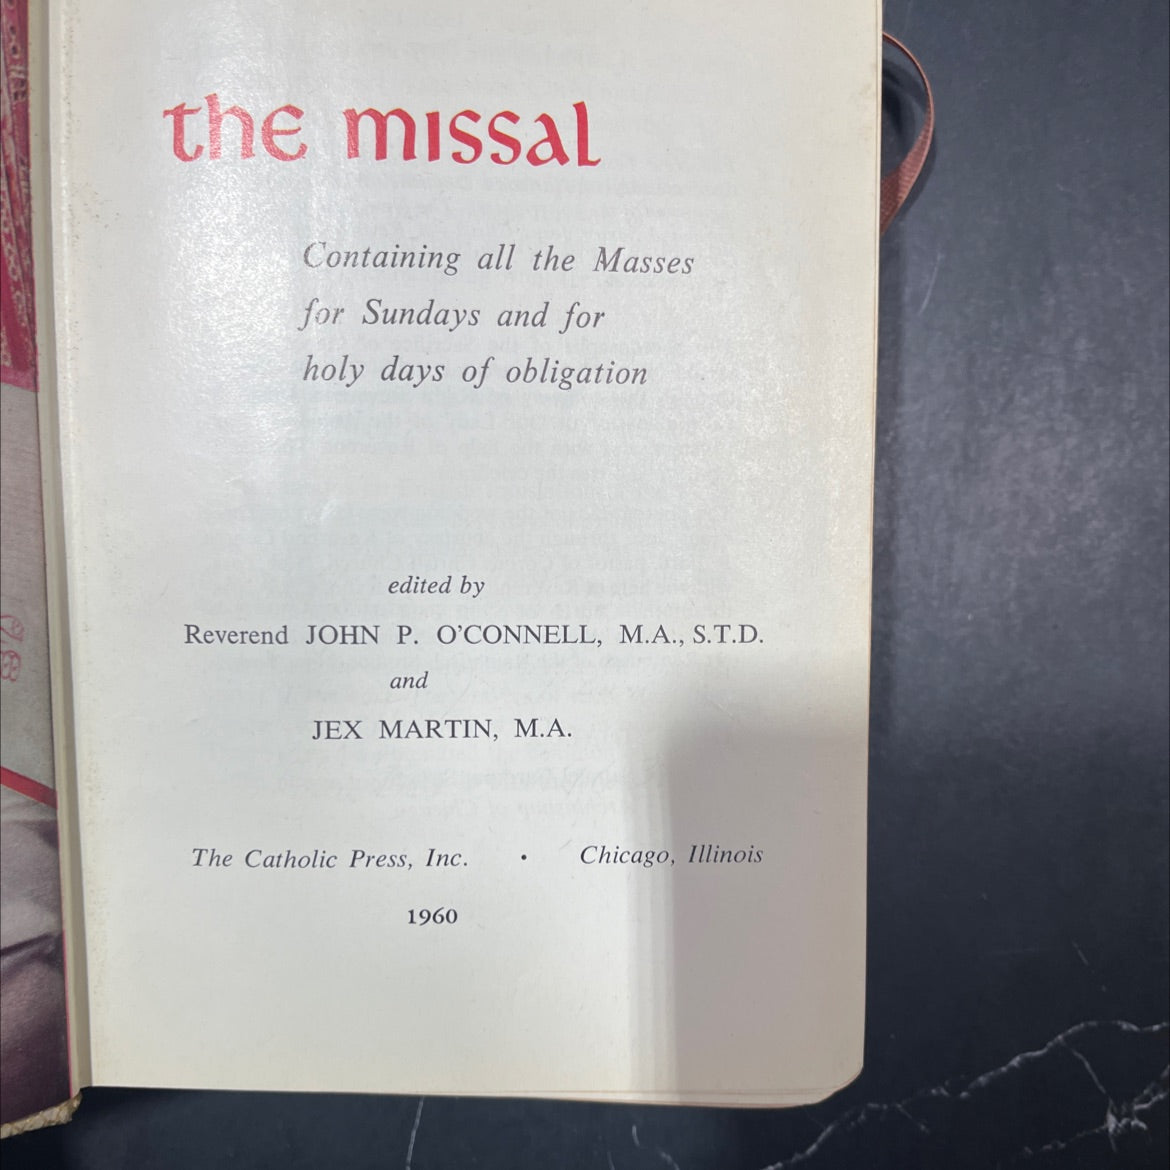 the missal
Containing all the Masses
for Sundays and for
holy days of obligation
edited by
Reverend JOHN P. O'CONNELL, M.A., S.T.D.
and
JEX MARTIN, M.A.
The Catholic Press, Inc. • Chicago, Illinois
1960